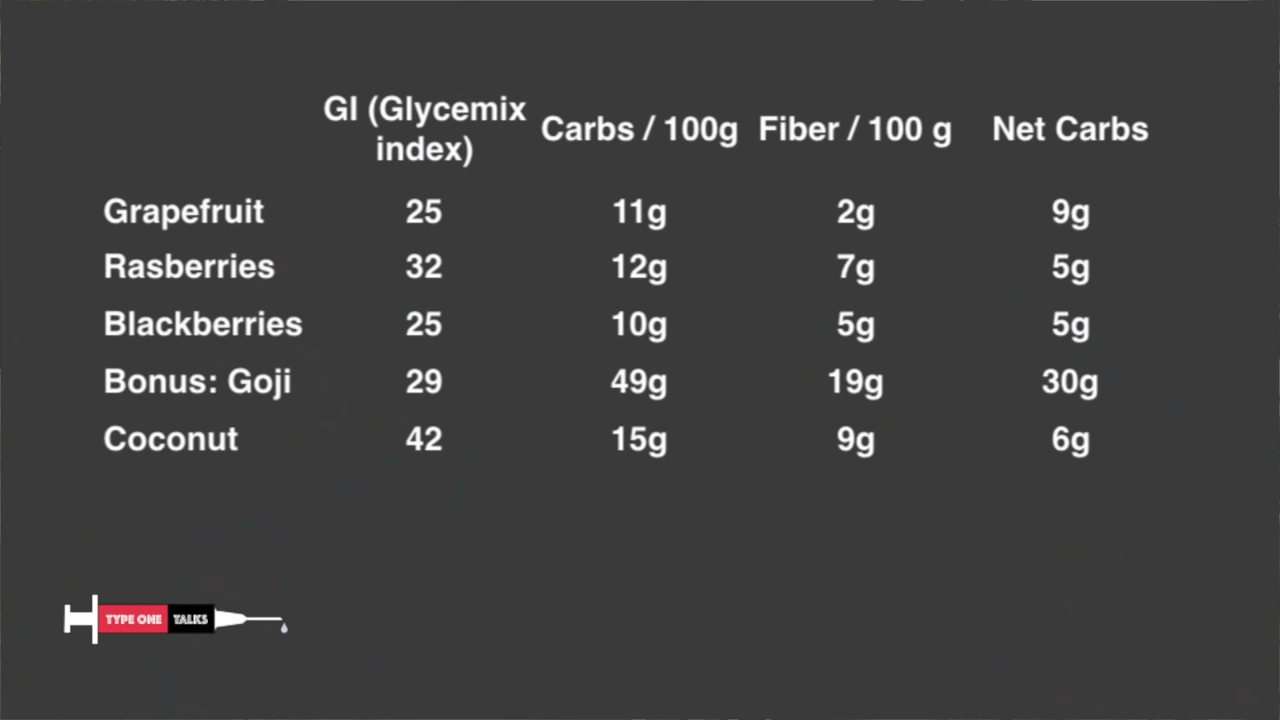 GI (Glycemix
index)
Carbs / 100g
Fiber / 100 g
Net Carbs
Grapefruit 25 11g 2g 9g
Rasberries 32 12g 7g 5g
Blackberries 25 10g 5g 5g
Bonus: Goji 29 49g 19g 30g
Coconut 42 15g 9g 6g
TYPE ONE TALKS